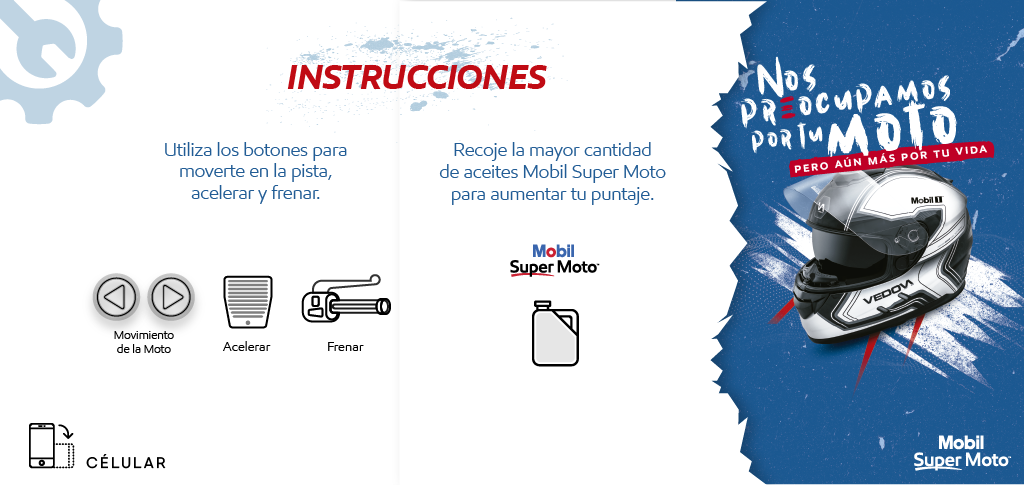 INSTRUCCIONES
Utiliza los botones para
moverte en la pista,
acelerar y frenar.
Recoje la mayor cantidad
de aceites Mobil Super Moto
para aumentar tu puntaje.
Mobil
Super Moto™
Movimiento
de la Moto
Acelerar
Frenar
CÉLULAR
NOS
PREOCUPAMOS
POR TU MOTO
PERO AÚN MÁS POR TU VIDA
Mobil 1
VEDOVA
Mobil
Super Moto™